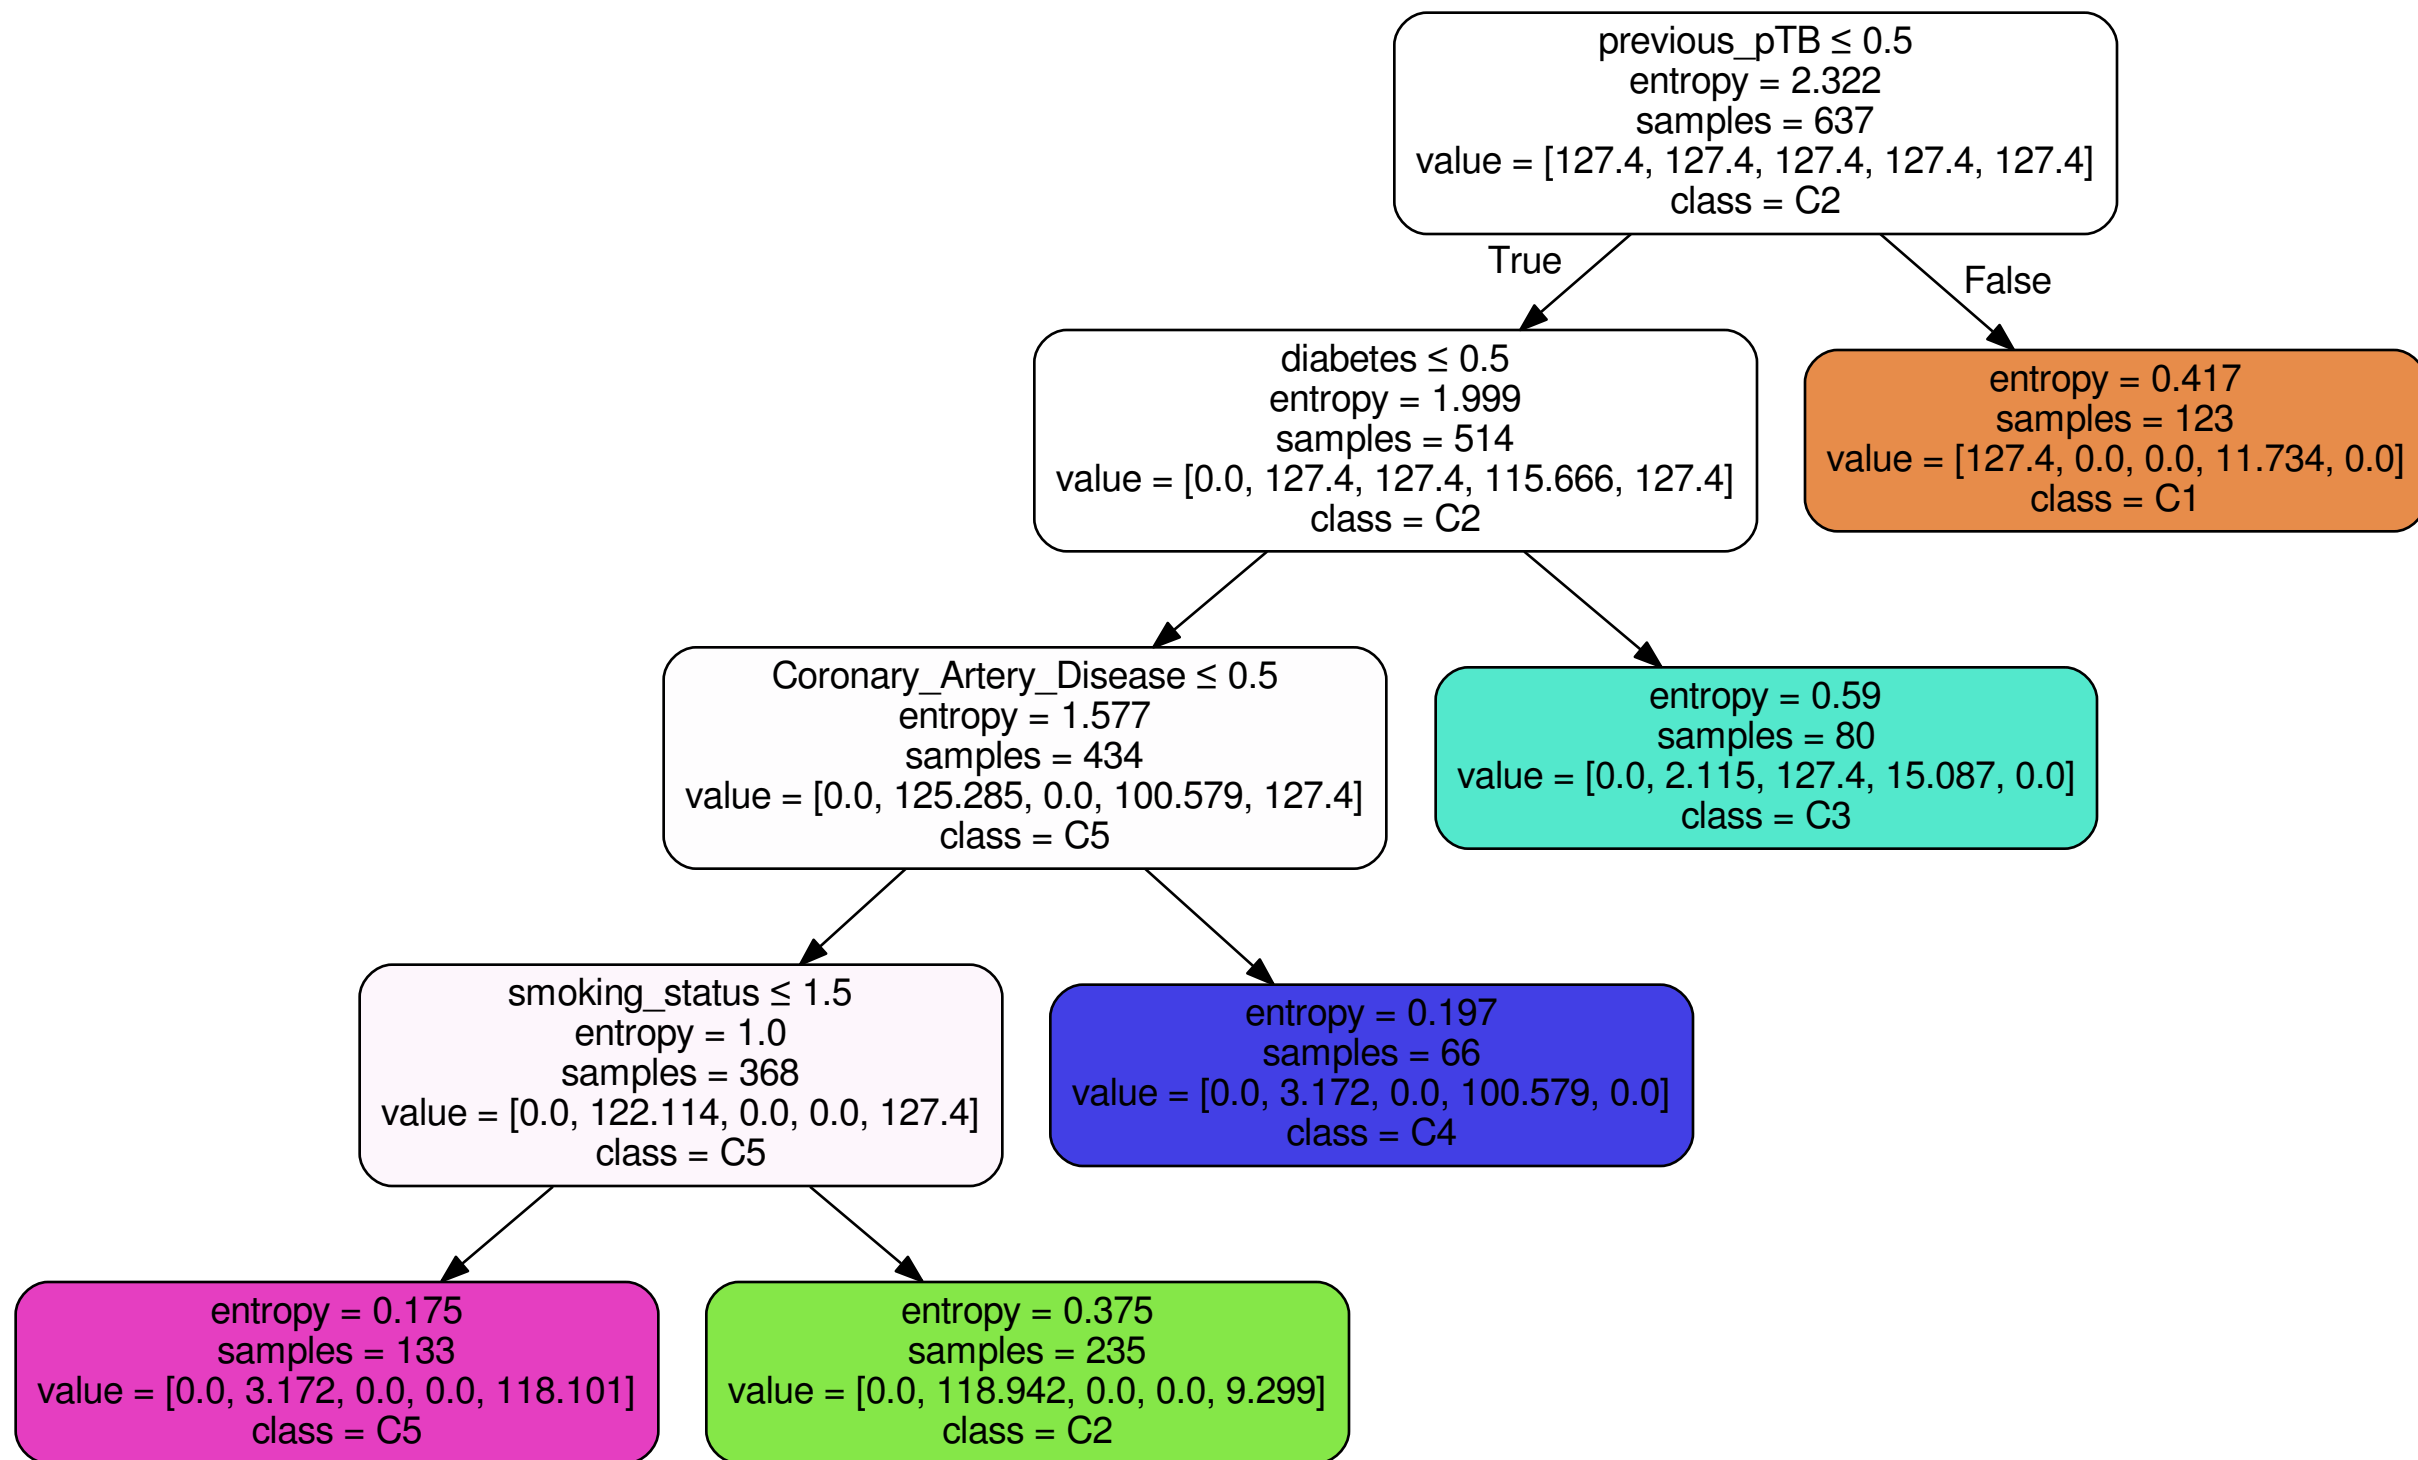 previous_pTB ≤ 0.5
entropy = 2.322
samples = 637
value = [127.4, 127.4, 127.4, 127.4, 127.4]
class = C2
True
False
diabetes ≤ 0.5
entropy = 1.999
samples = 514
value = [0.0, 127.4, 127.4, 115.666, 127.4]
class = C2
entropy = 0.417
samples = 123
value = [127.4, 0.0, 0.0, 11.734, 0.0]
class = C1
Coronary_Artery_Disease ≤ 0.5
entropy = 1.577
samples = 434
value = [0.0, 125.285, 0.0, 100.579, 127.4]
class = C5
entropy = 0.59
samples = 80
value = [0.0, 2.115, 127.4, 15.087, 0.0]
class = C3
smoking_status ≤ 1.5
entropy = 1.0
samples = 368
value = [0.0, 122.114, 0.0, 0.0, 127.4]
class = C5
entropy = 0.197
samples = 66
value = [0.0, 3.172, 0.0, 100.579, 0.0]
class = C4
entropy = 0.175
samples = 133
value = [0.0, 3.172, 0.0, 0.0, 118.101]
class = C5
entropy = 0.375
samples = 235
value = [0.0, 118.942, 0.0, 0.0, 9.299]
class = C2